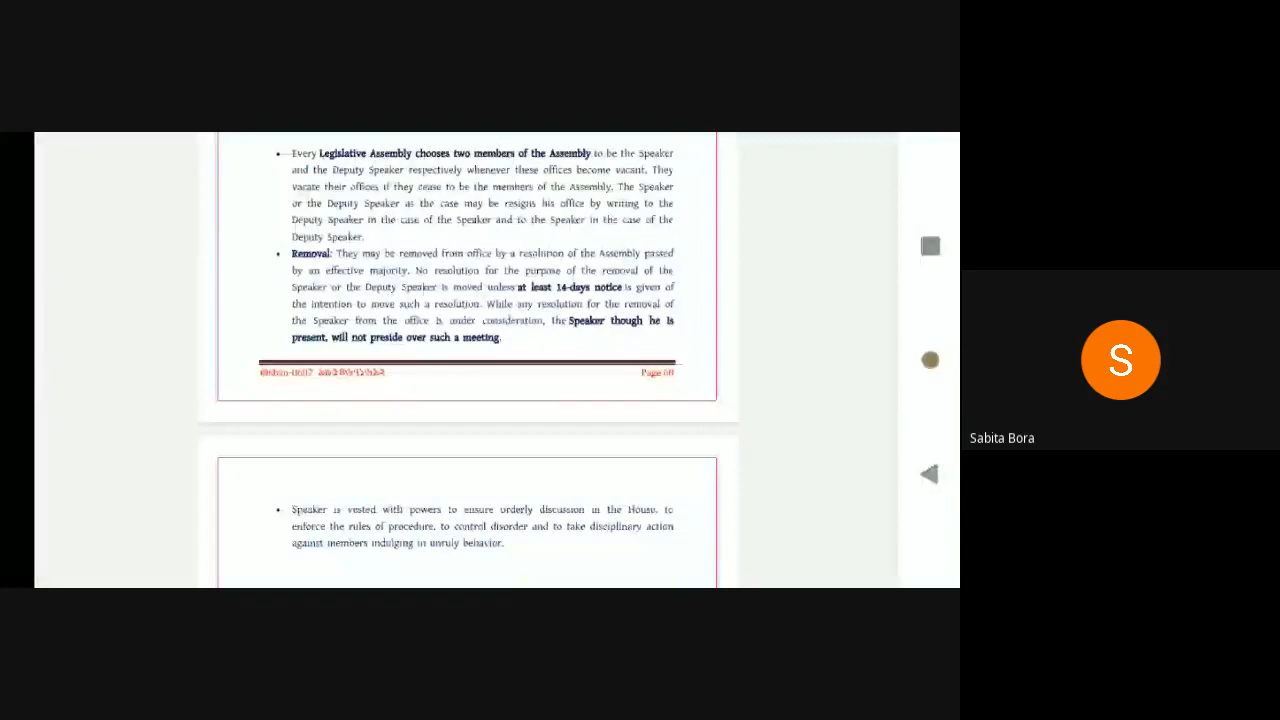 Every Legislative Assembly chooses two members of the Assembly to be the Speaker
and the Deputy Speaker respectively whenever these offices become vacant. They
vacate their offices if they cease to be the members of the Assembly. The Speaker
or the Deputy Speaker as the case may be resigns his office by writing to the
Deputy Speaker in the case of the Speaker and to the Speaker in the case of the
Deputy Speaker.
Removal: They may be removed from office by a resolution of the Assembly passed
by an effective majority. No resolution for the purpose of the removal of the
Speaker or the Deputy Speaker is moved unless at least 14-days notice is given of
the intention to move such a resolution. While any resolution for the removal of
the Speaker from the office is under consideration, the Speaker though he is
present, will not preside over such a meeting.
Page
Speaker is vested with powers to ensure orderly discussion in the House, to
enforce the rules of procedure, to control disorder and to take disciplinary action
against members indulging in unruly behavior.
S
Sabita Bora